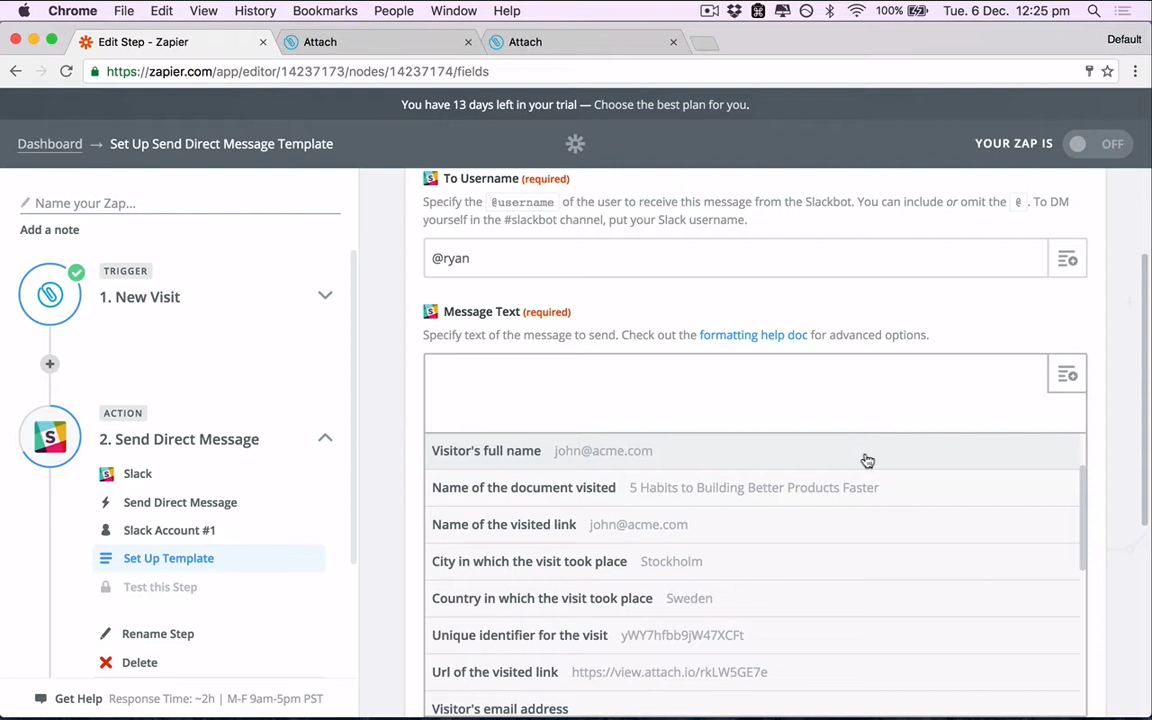 Chrome File Edit View History Bookmarks People Window Help 100% Tue. 6 Dec. 12:25 pm
Edit Step - Zapier Attach Attach Default
https://zapier.com/app/editor/14237173/nodes/14237174/fields
You have 13 days left in your trial — Choose the best plan for you.
Dashboard → Set Up Send Direct Message Template YOUR ZAP IS OFF
Name your Zap...
Add a note
TRIGGER
1. New Visit
ACTION
2. Send Direct Message
Slack
Send Direct Message
Slack Account #1
Set Up Template
Test this Step
Rename Step
Delete
Get Help Response Time: ~2h | M-F 9am-5pm PST
To Username (required)
Specify the @username of the user to receive this message from the Slackbot. You can include or omit the @ . To DM
yourself in the #slackbot channel, put your Slack username.
@ryan
Message Text (required)
Specify text of the message to send. Check out the formatting help doc for advanced options.
Visitor's full name john@acme.com
Name of the document visited 5 Habits to Building Better Products Faster
Name of the visited link john@acme.com
City in which the visit took place Stockholm
Country in which the visit took place Sweden
Unique identifier for the visit yWY7hfbb9jW47XCFt
Url of the visited link https://view.attach.io/rkLW5GE7e
Visitor's email address